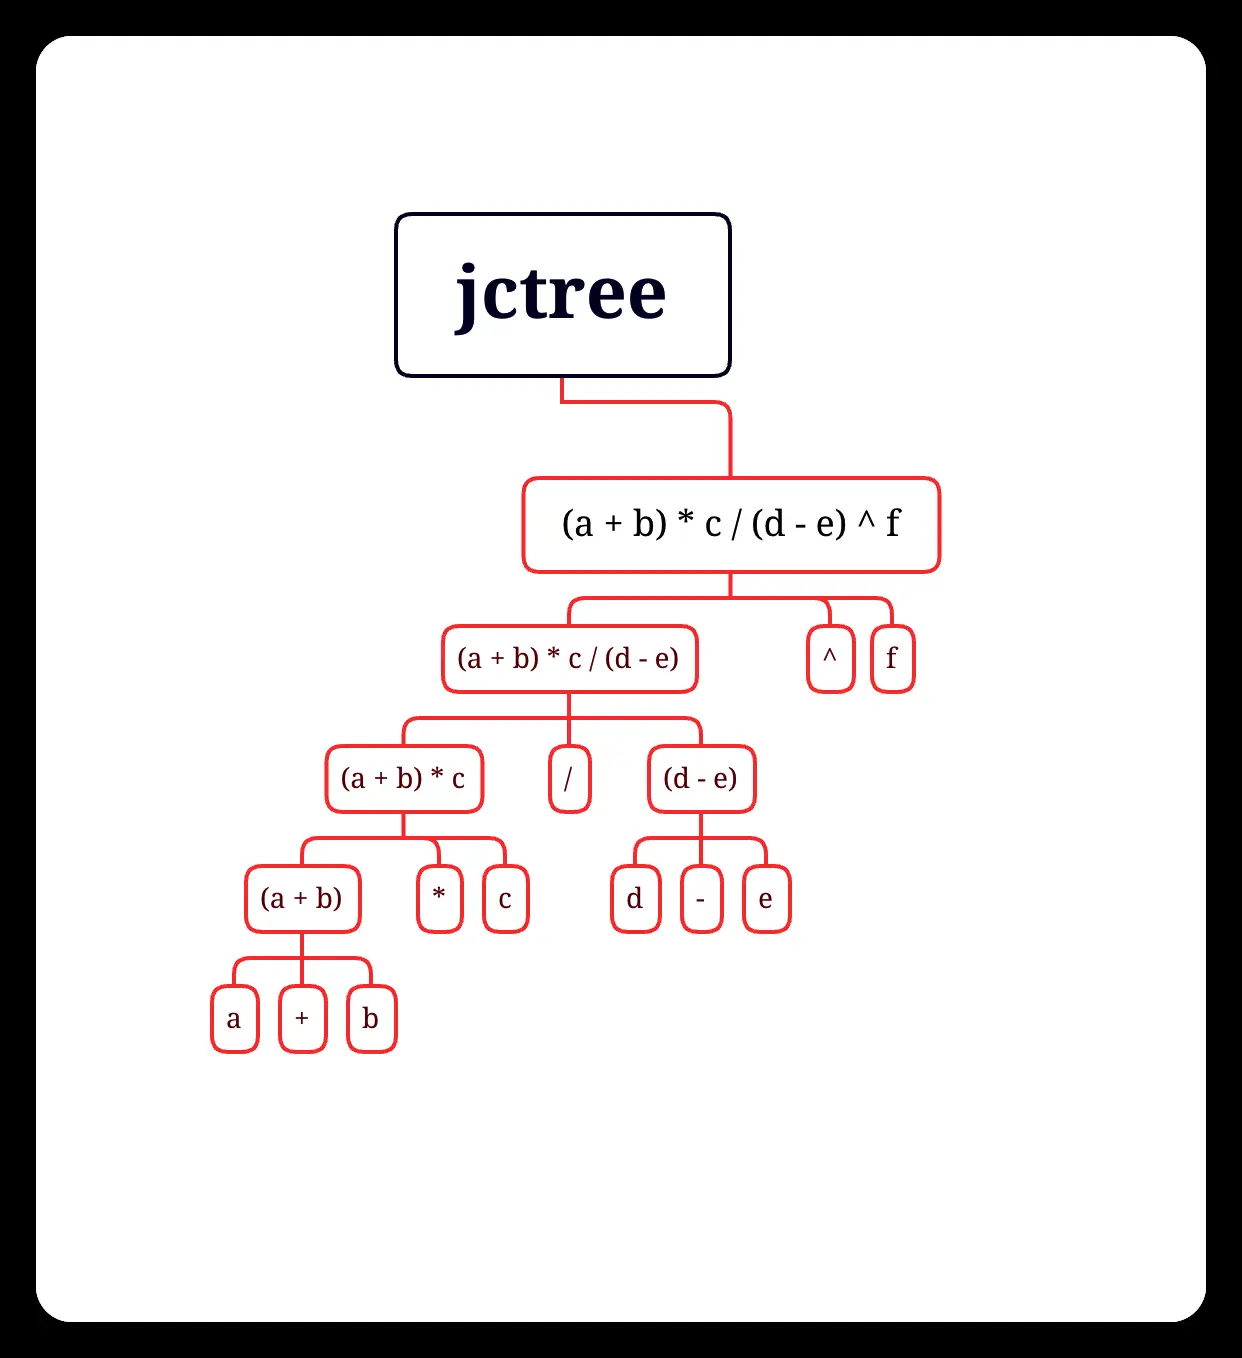 jctree
(a + b) * c / (d - e) ^ f
(a + b) * c / (d - e)
^
f
(a + b) * c
/
(d - e)
(a + b)
*
c
d
-
e
a
+
b